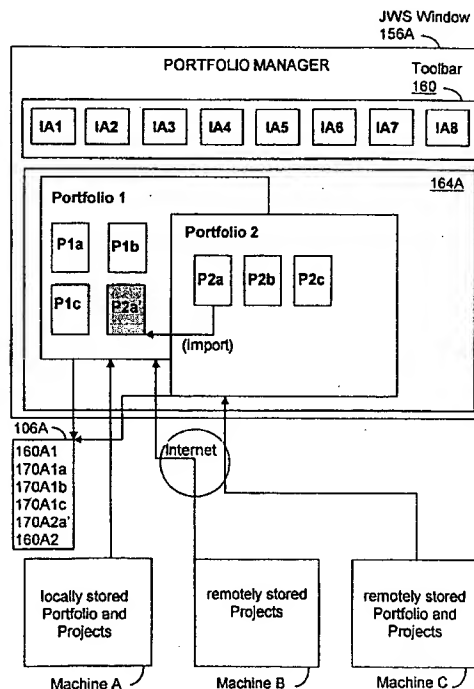 JWS Window
156A
PORTFOLIO MANAGER
Toolbar
160
IA1 IA2 IA3 IA4 IA5 IA6 IA7 IA8
164A
Portfolio 1
P1a P1b
Portfolio 2
P2a P2b P2c
P1c P2a'
(Import)
106A
160A1
170A1a
170A1b
170A1c
170A2a'
160A2
Internet
locally stored
Portfolio and
Projects
remotely stored
Projects
remotely stored
Portfolio and
Projects
Machine A
Machine B
Machine C